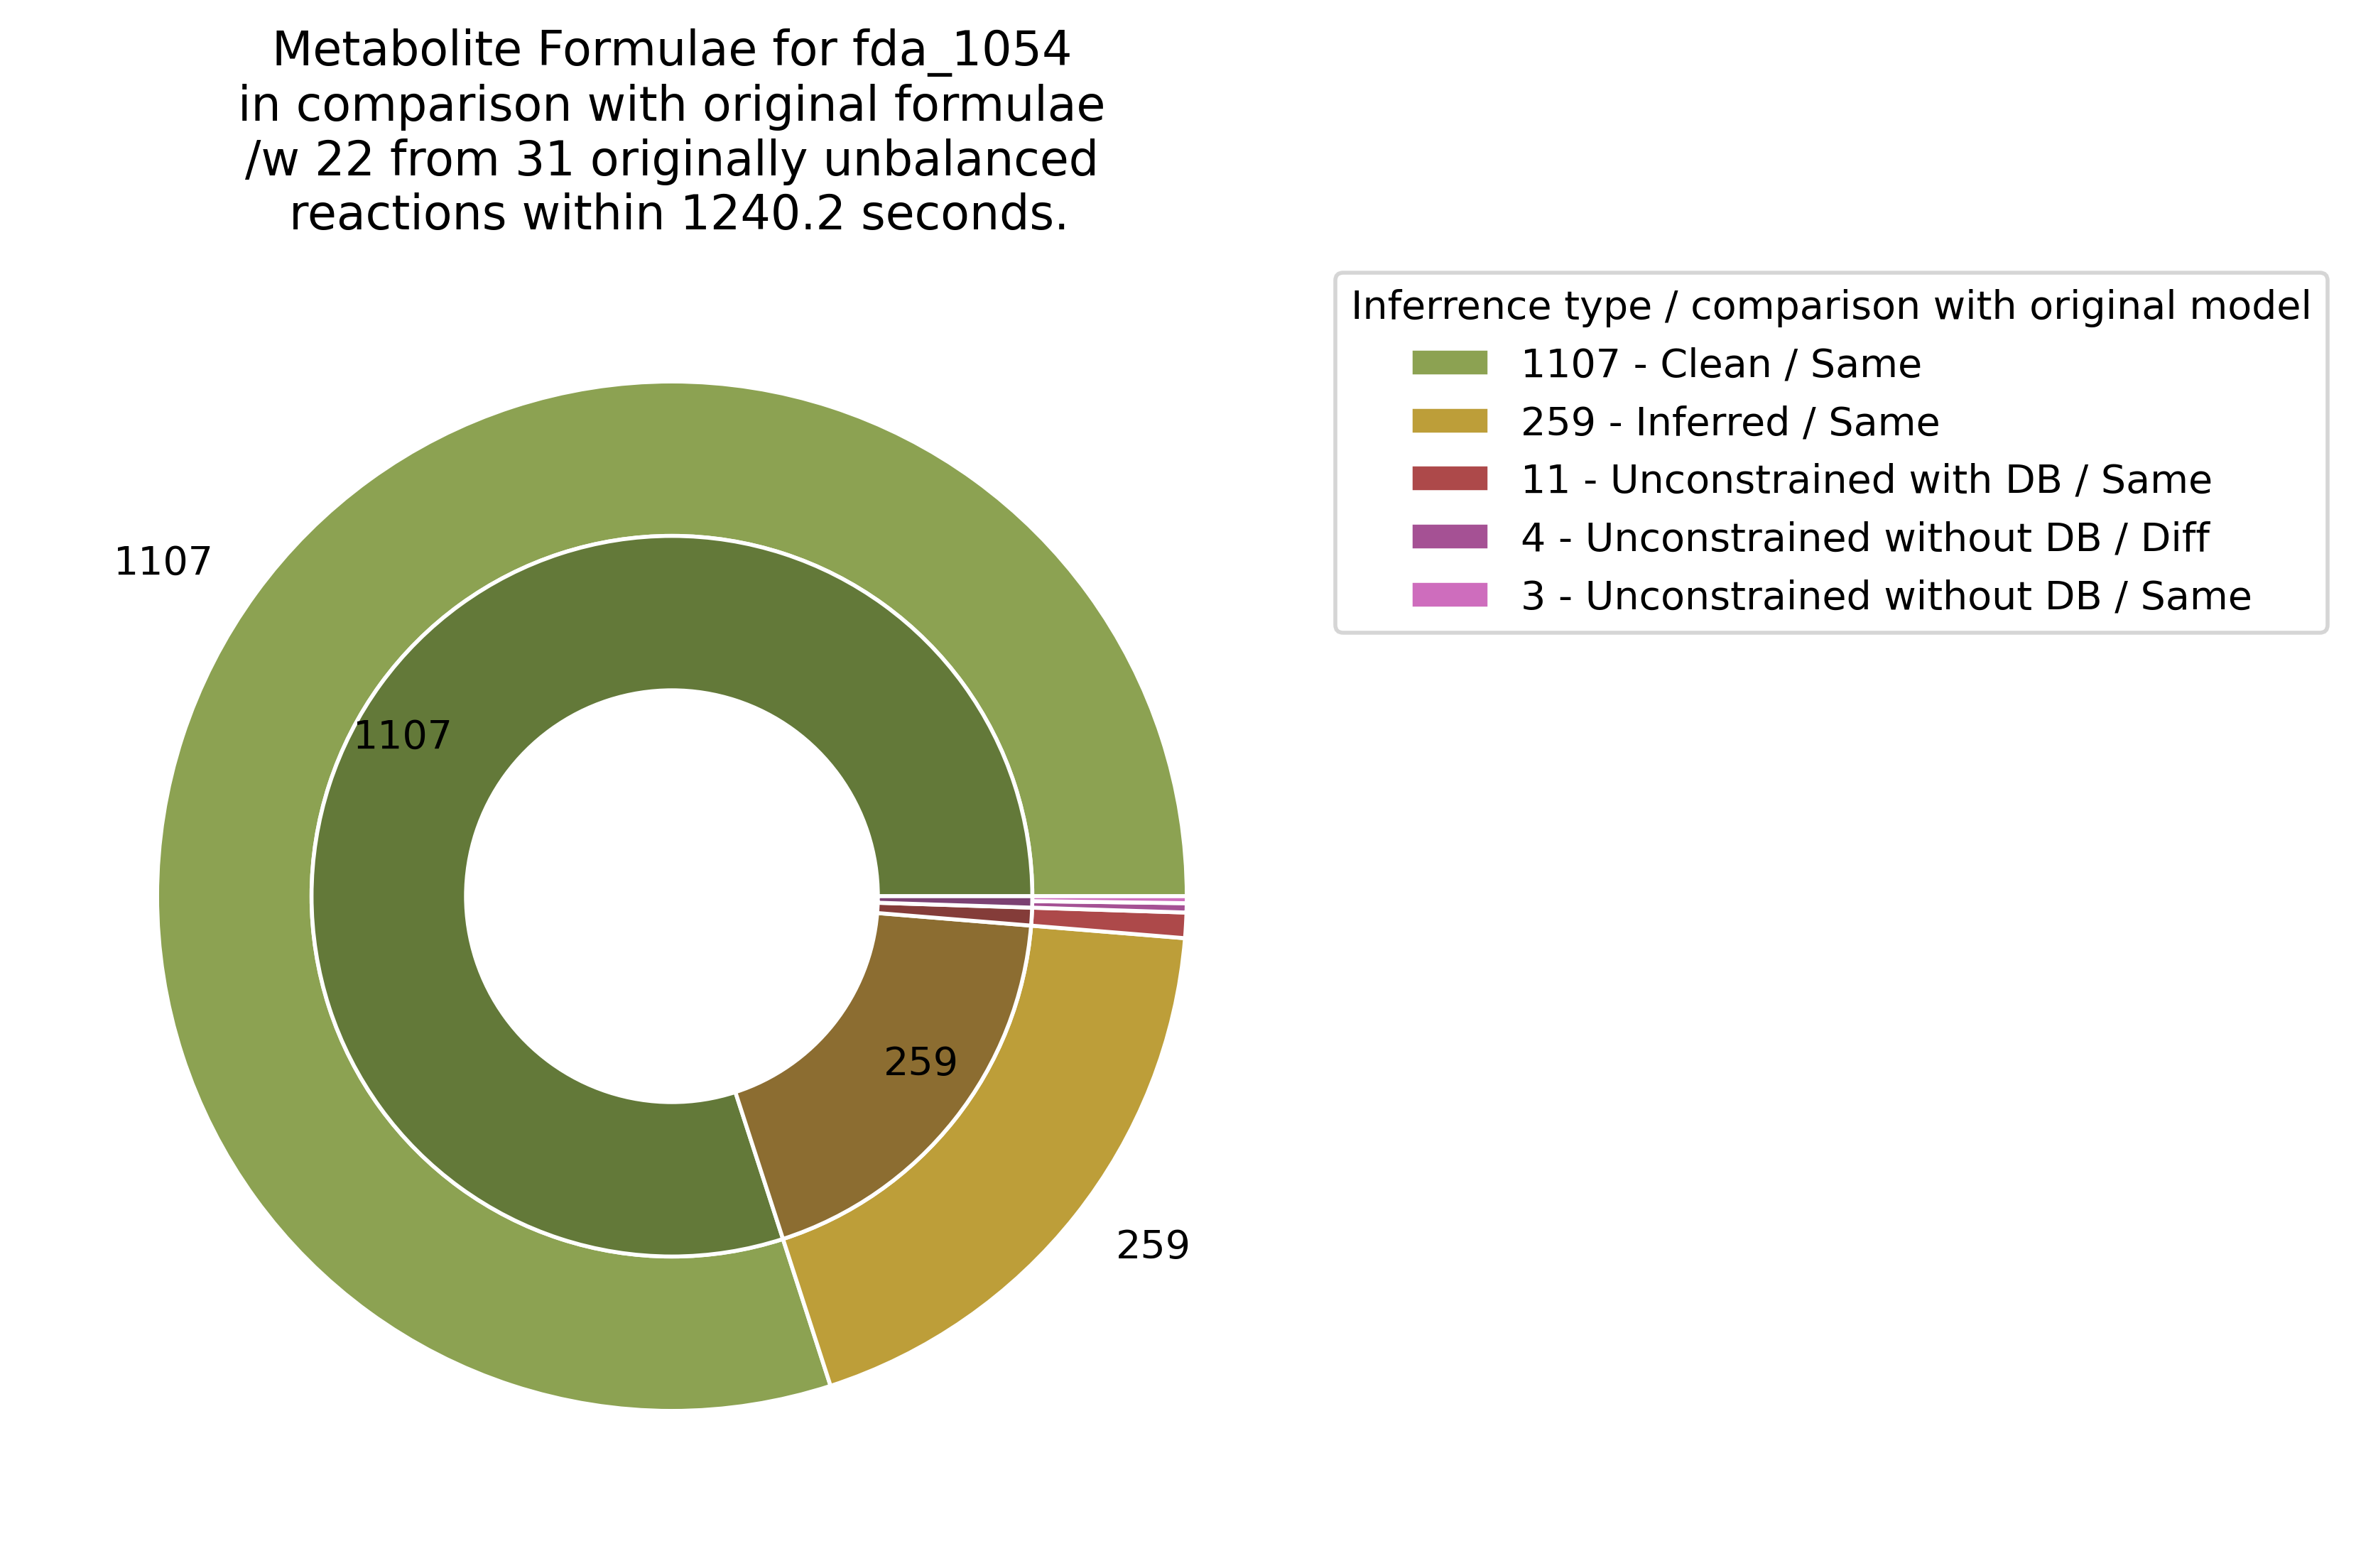 Metabolite Formulae for fda_1054
in comparison with original formulae
/w 22 from 31 originally unbalanced
reactions within 1240.2 seconds.
Inferrence type / comparison with original model
1107 - Clean / Same
259 - Inferred / Same
11 - Unconstrained with DB / Same
4 - Unconstrained without DB / Diff
3 - Unconstrained without DB / Same
1107
1107
259
259